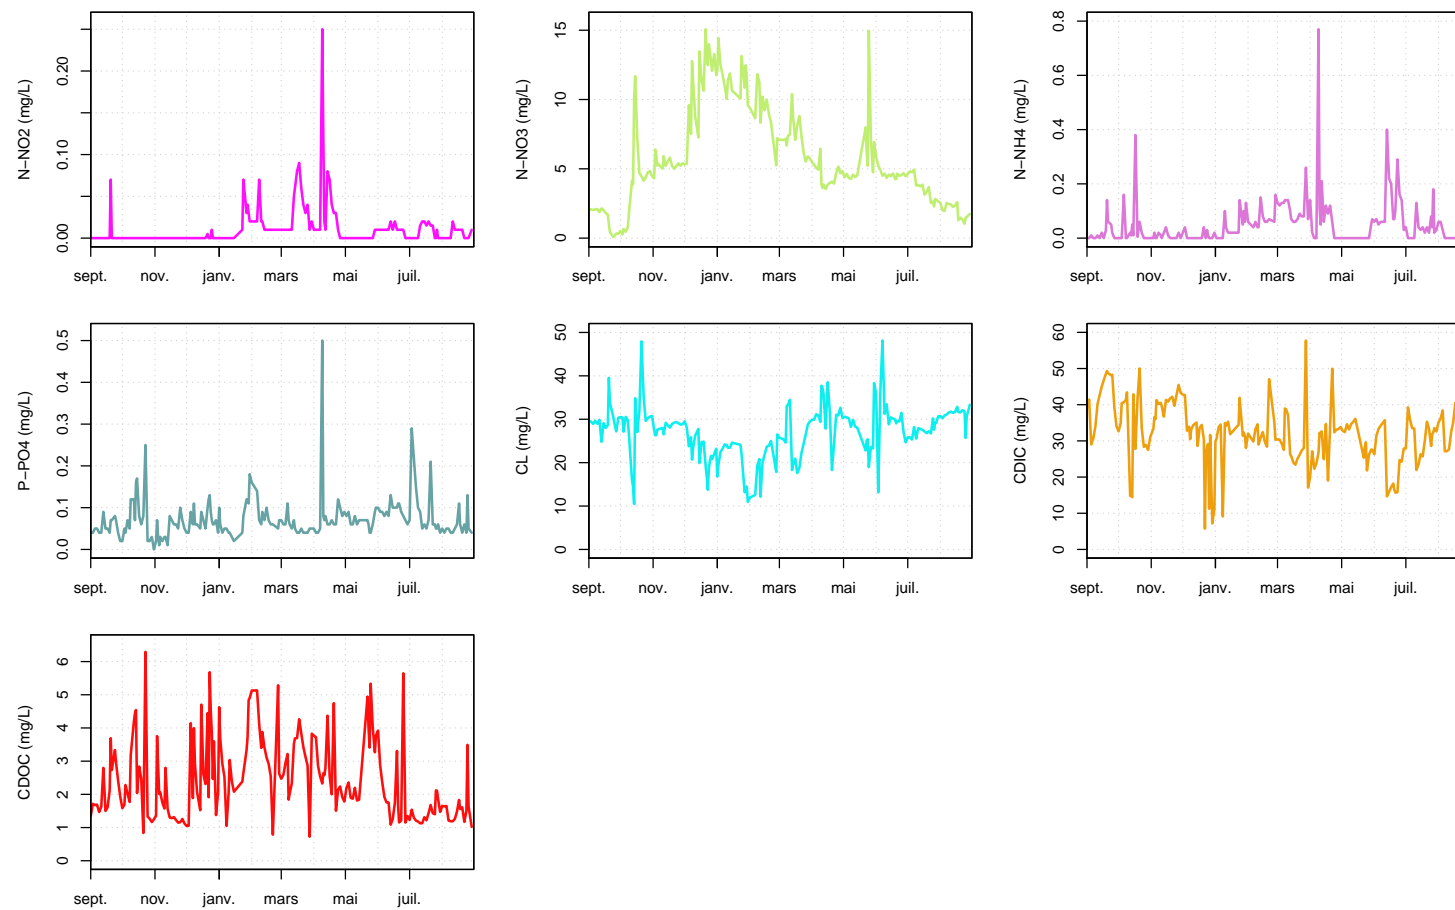 N−NO2 (mg/L)
0.00
0.10
0.20
sept. nov. janv. mars mai juil.
N−NO3 (mg/L)
0
5
10
15
sept. nov. janv. mars mai juil.
N−NH4 (mg/L)
0.0
0.2
0.4
0.6
0.8
sept. nov. janv. mars mai juil.
P−PO4 (mg/L)
0.0
0.1
0.2
0.3
0.4
0.5
sept. nov. janv. mars mai juil.
CL (mg/L)
0
10
20
30
40
50
sept. nov. janv. mars mai juil.
CDIC (mg/L)
0
10
20
30
40
50
60
sept. nov. janv. mars mai juil.
CDOC (mg/L)
0
1
2
3
4
5
6
sept. nov. janv. mars mai juil.